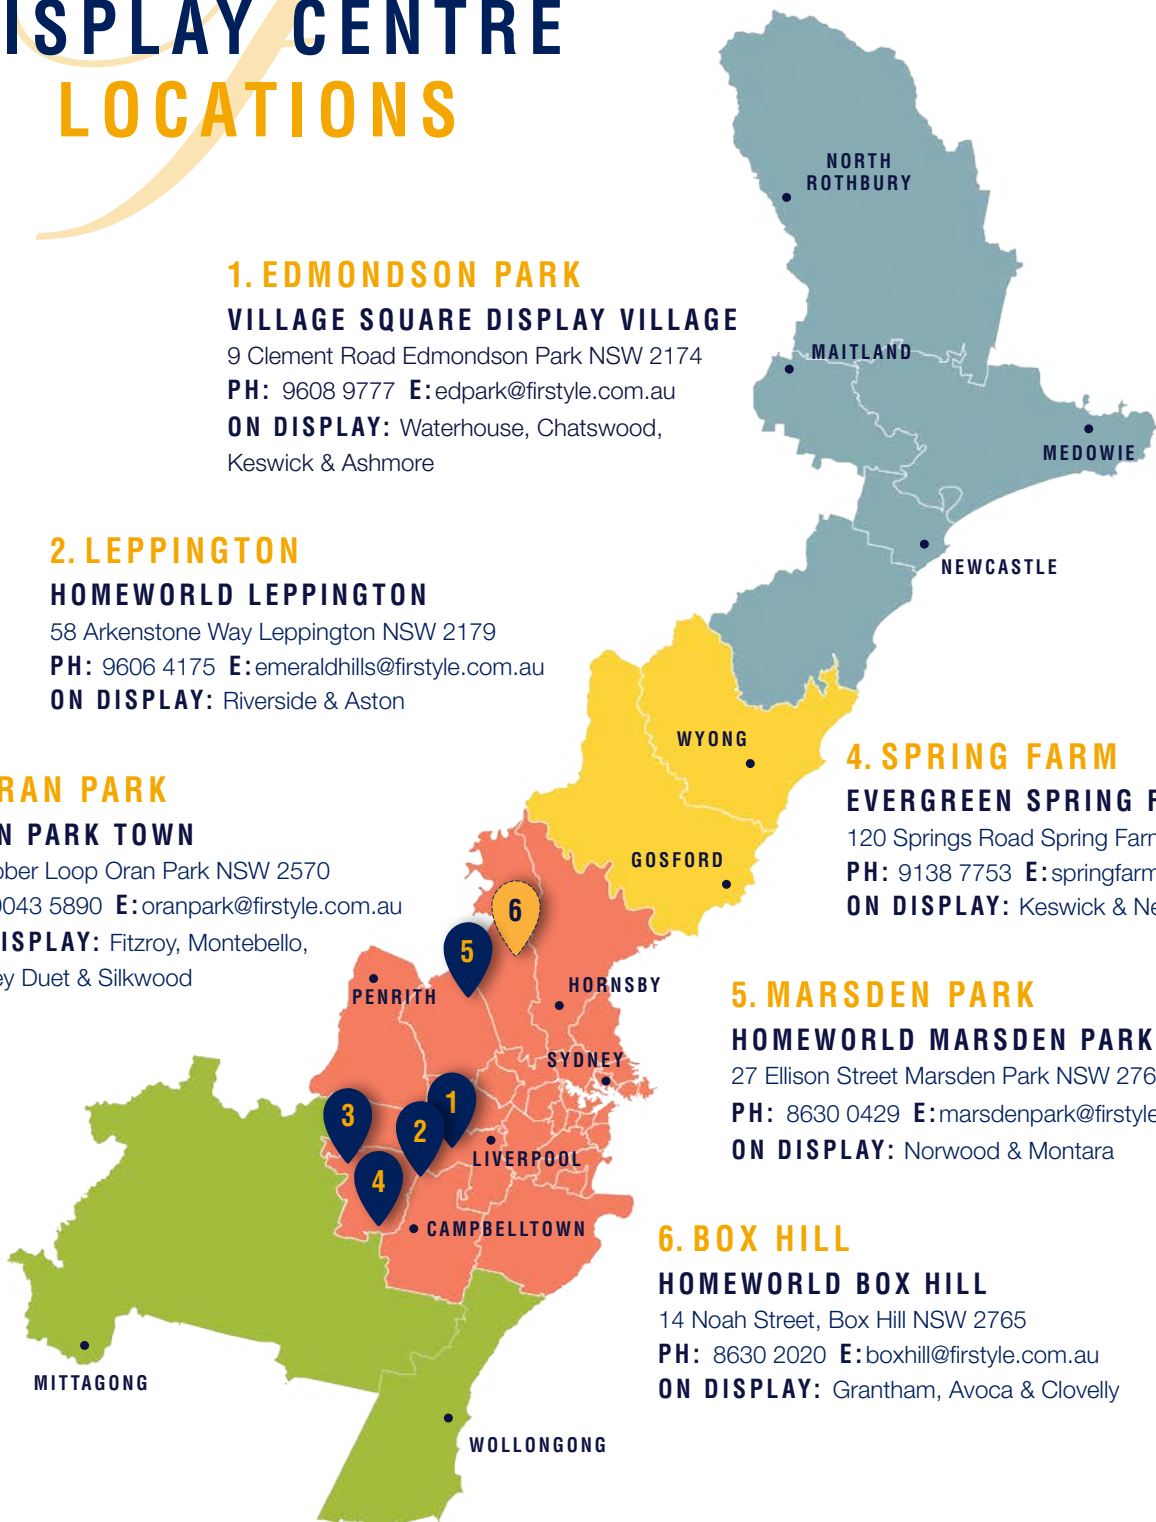 ISPLAY CENTRE
LOCATIONS
1. EDMONDSON PARK
VILLAGE SQUARE DISPLAY VILLAGE
9 Clement Road Edmondson Park NSW 2174
PH: 9608 9777 E: edpark@firstyle.com.au
ON DISPLAY: Waterhouse, Chatswood,
Keswick & Ashmore
2. LEPPINGTON
HOMEWORLD LEPPINGTON
58 Arkenstone Way Leppington NSW 2179
PH: 9606 4175 E: emeraldhills@firstyle.com.au
ON DISPLAY: Riverside & Aston
RAN PARK
N PARK TOWN
ber Loop Oran Park NSW 2570
9043 5890 E: oranpark@firstyle.com.au
ISPLAY: Fitzroy, Montebello,
ey Duet & Silkwood
4. SPRING FARM
EVERGREEN SPRING F
120 Springs Road Spring Farm
PH: 9138 7753 E: springfarm
ON DISPLAY: Keswick & Ne
5. MARSDEN PARK
HOMEWORLD MARSDEN PARK
27 Ellison Street Marsden Park NSW 276
PH: 8630 0429 E: marsdenpark@firstyle
ON DISPLAY: Norwood & Montara
6. BOX HILL
HOMEWORLD BOX HILL
14 Noah Street, Box Hill NSW 2765
PH: 8630 2020 E: boxhill@firstyle.com.au
ON DISPLAY: Grantham, Avoca & Clovelly
NORTH
ROTHBURY
MAITLAND
MEDOWIE
NEWCASTLE
WYONG
GOSFORD
6
5
HORNSBY
PENRITH
SYDNEY
1
3
2
LIVERPOOL
4
CAMPBELLTOWN
MITTAGONG
WOLLONGONG